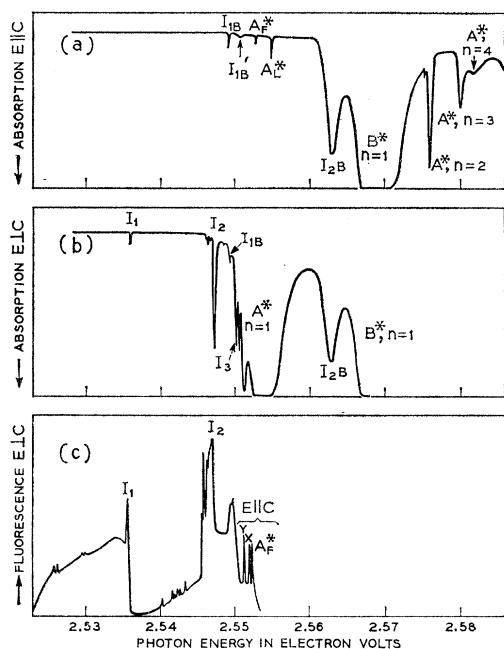 (a)
ABSORPTION E||C
I1B
I1B'
AF*
AL*
I2B
B*
n=1
A*, n=2
A*, n=3
A*,
n=4
(b)
ABSORPTION E⊥C
I1
I2
I1B
I3
A*
n=1
I2B
B*, n=1
(c)
FLUORESCENCE E⊥C
I1
I2
E||C
Y
X
AF*
2.53 2.54 2.55 2.56 2.57 2.58
PHOTON ENERGY IN ELECTRON VOLTS